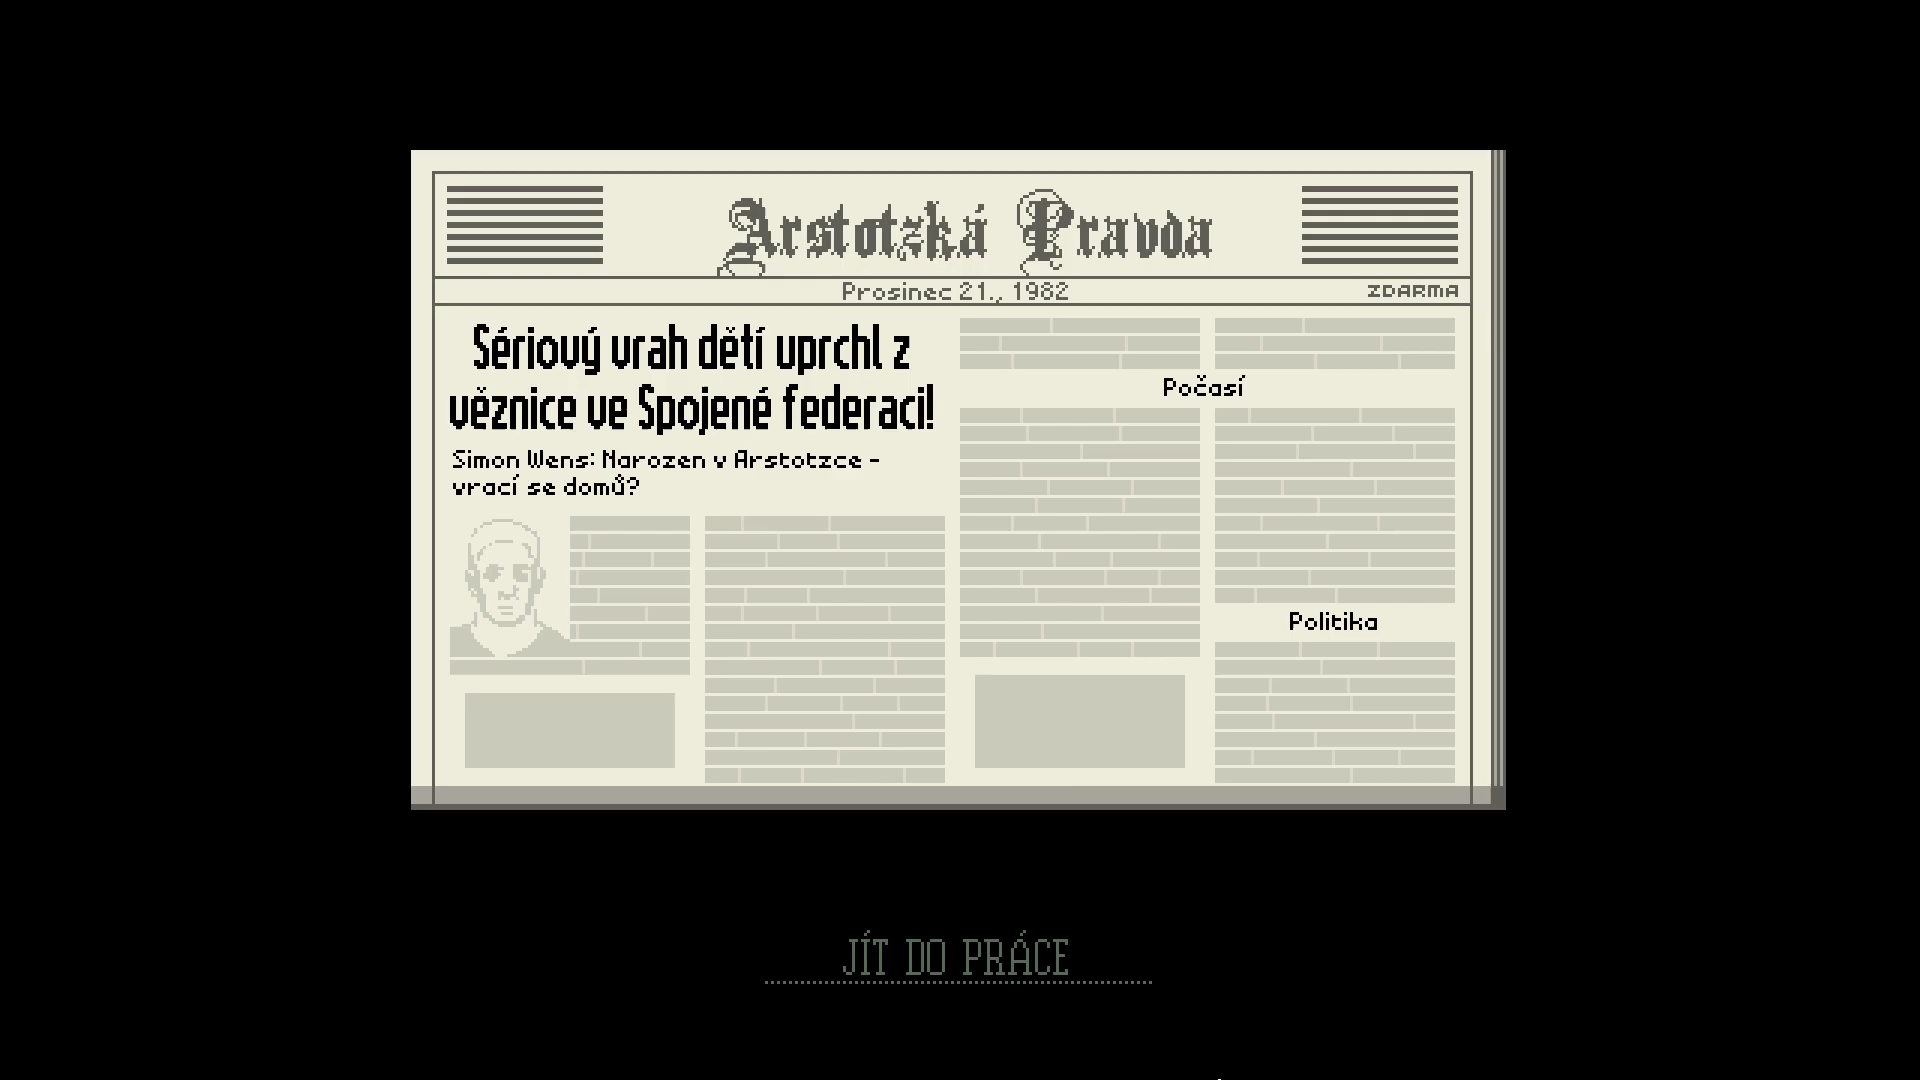 Arstotzká Pravda
Prosinec 21., 1982
ZDARMA
Sériový vrah dětí uprchl z
věznice ve Spojené federaci!
Simon Wens: Narozen v Arstotzce -
vrací se domů?
Počasí
Politika
JÍT DO PRÁCE